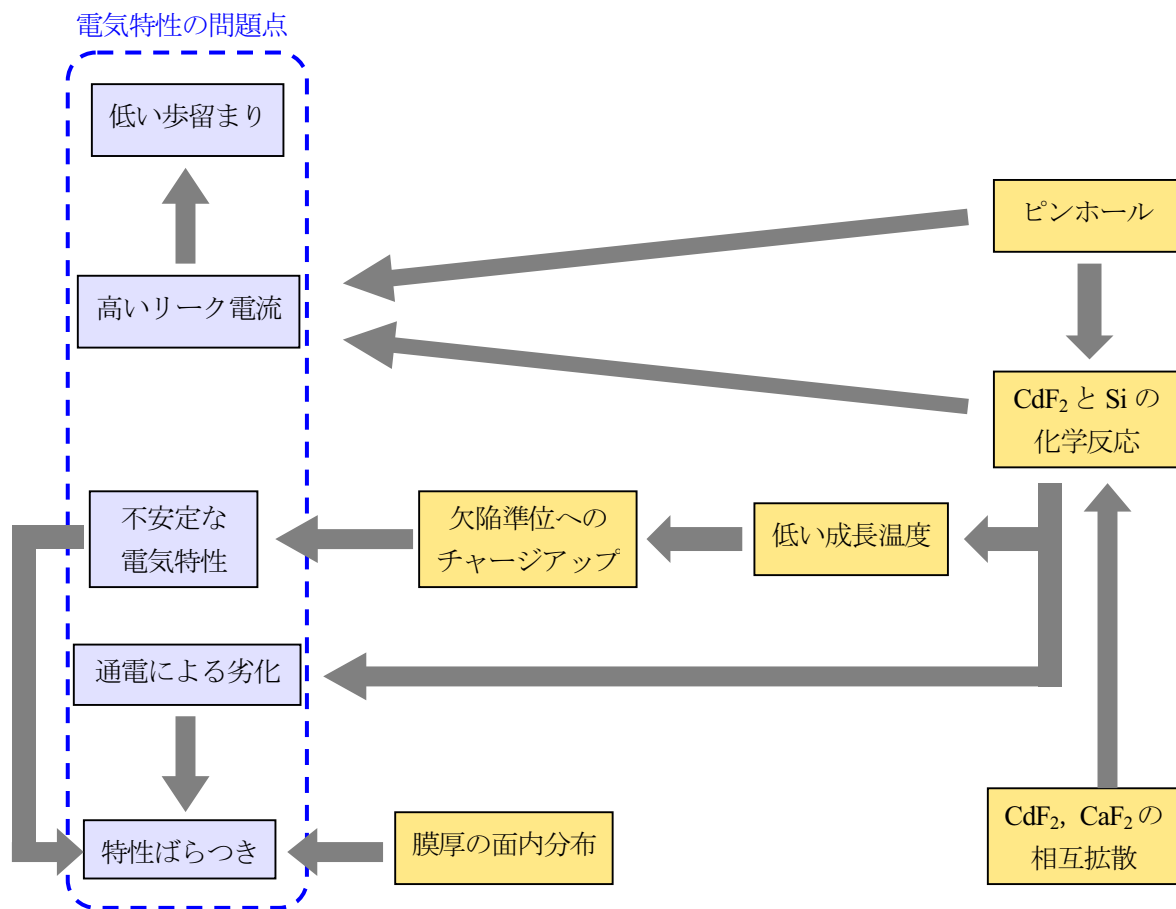 電気特性の問題点
低い歩留まり
ピンホール
高いリーク電流
CdF₂ と Si の
化学反応
不安定な
電気特性
欠陥準位への
チャージアップ
低い成長温度
通電による劣化
特性ばらつき
膜厚の面内分布
CdF₂, CaF₂ の
相互拡散